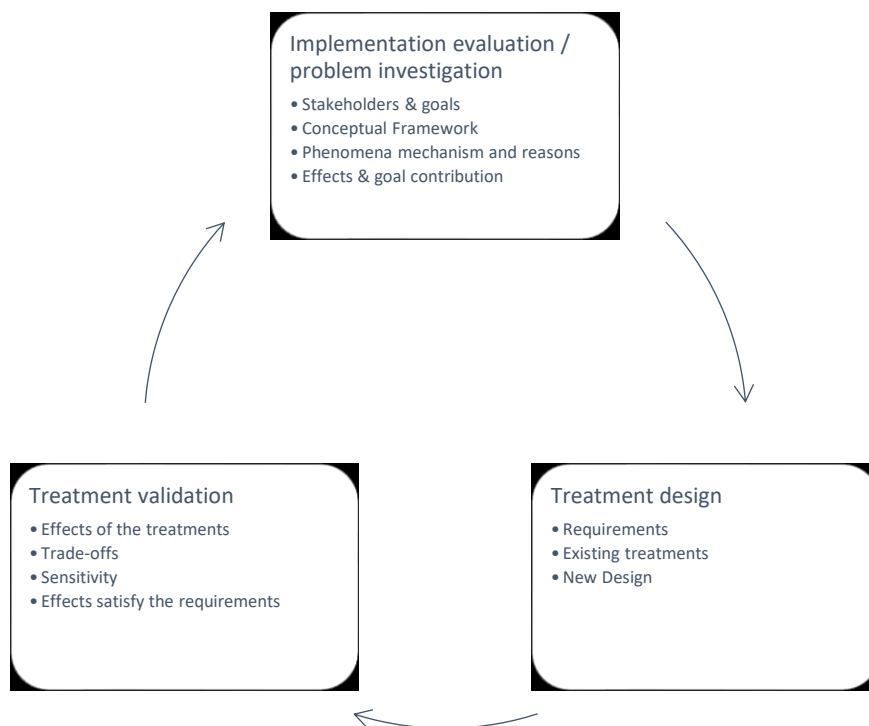 Implementation evaluation /
problem investigation
• Stakeholders & goals
• Conceptual Framework
• Phenomena mechanism and reasons
• Effects & goal contribution
Treatment validation
• Effects of the treatments
• Trade-offs
• Sensitivity
• Effects satisfy the requirements
Treatment design
• Requirements
• Existing treatments
• New Design